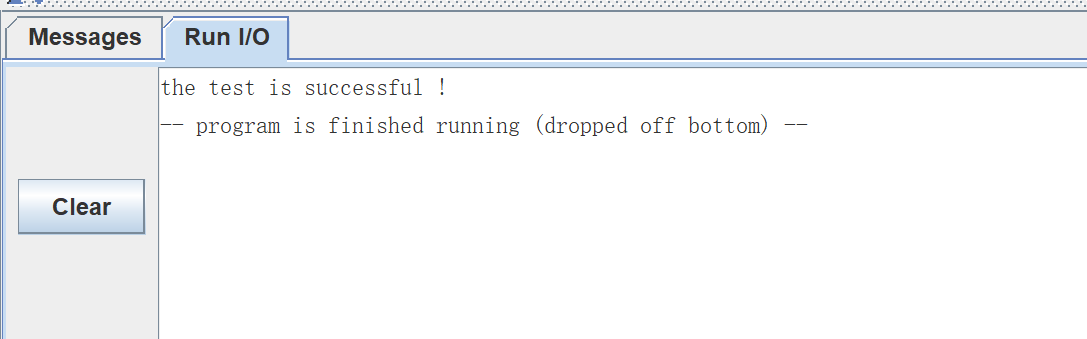 Messages Run I/O
the test is successful !
-- program is finished running (dropped off bottom) --
Clear